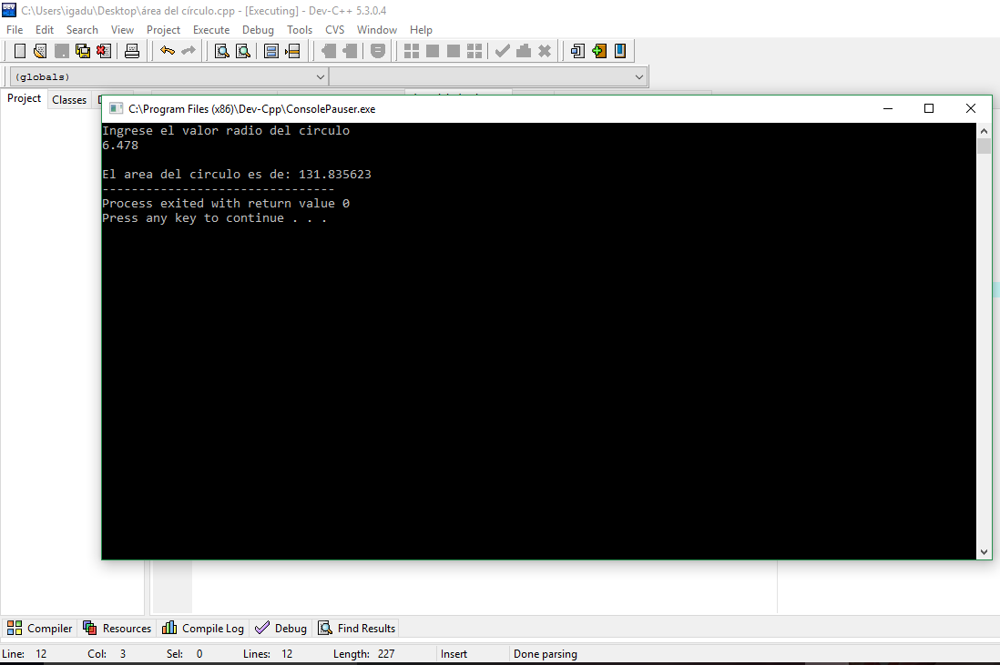 C:\Users\igadu\Desktop\área del círculo.cpp - [Executing] - Dev-C++ 5.3.0.4
File Edit Search View Project Execute Debug Tools CVS Window Help
(globals)
Project Classes
C:\Program Files (x86)\Dev-Cpp\ConsolePauser.exe
Ingrese el valor radio del circulo
6.478
El area del circulo es de: 131.835623
--------------------------------
Process exited with return value 0
Press any key to continue . . .
Compiler Resources Compile Log Debug Find Results
Line: 12 Col: 3 Sel: 0 Lines: 12 Length: 227 Insert Done parsing